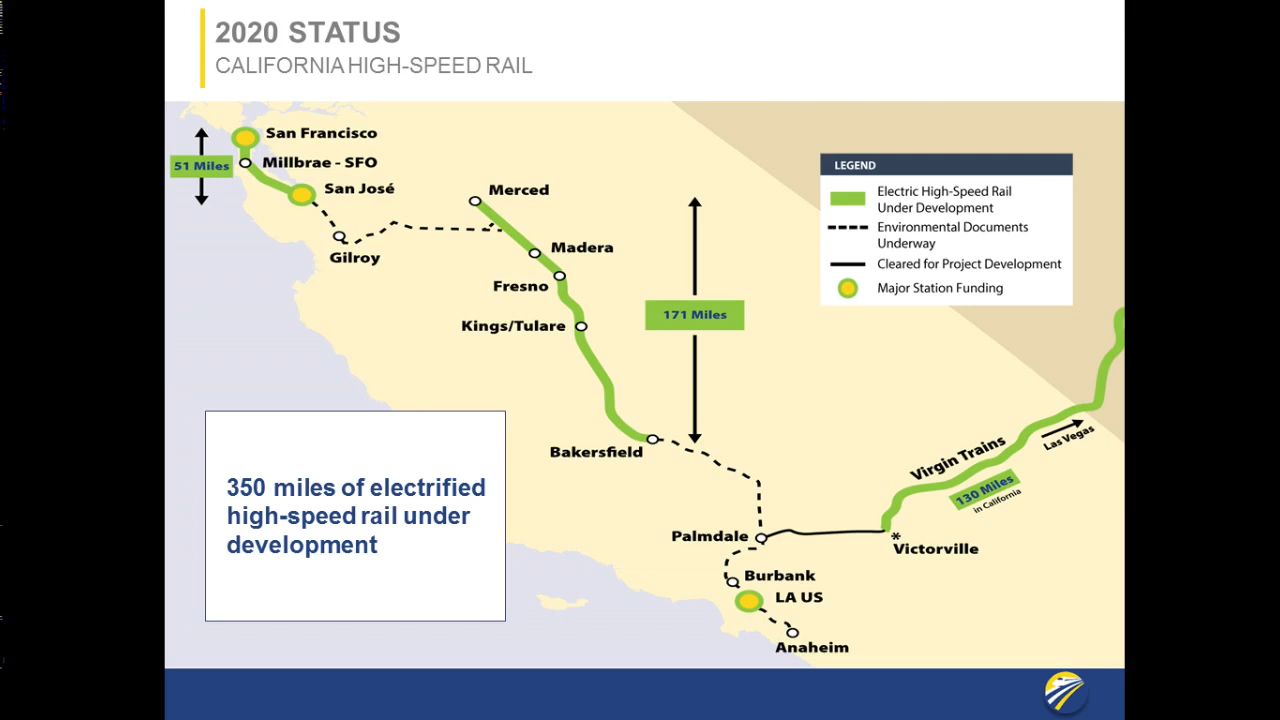 2020 STATUS
CALIFORNIA HIGH-SPEED RAIL
San Francisco
51 Miles
Millbrae - SFO
San José
Gilroy
Merced
Madera
Fresno
Kings/Tulare
Bakersfield
171 Miles
LEGEND
Electric High-Speed Rail
Under Development
Environmental Documents
Underway
Cleared for Project Development
Major Station Funding
Virgin Trains
Las Vegas
130 Miles
in California
350 miles of electrified
high-speed rail under
development
Palmdale
*
Victorville
Burbank
LA US
Anaheim